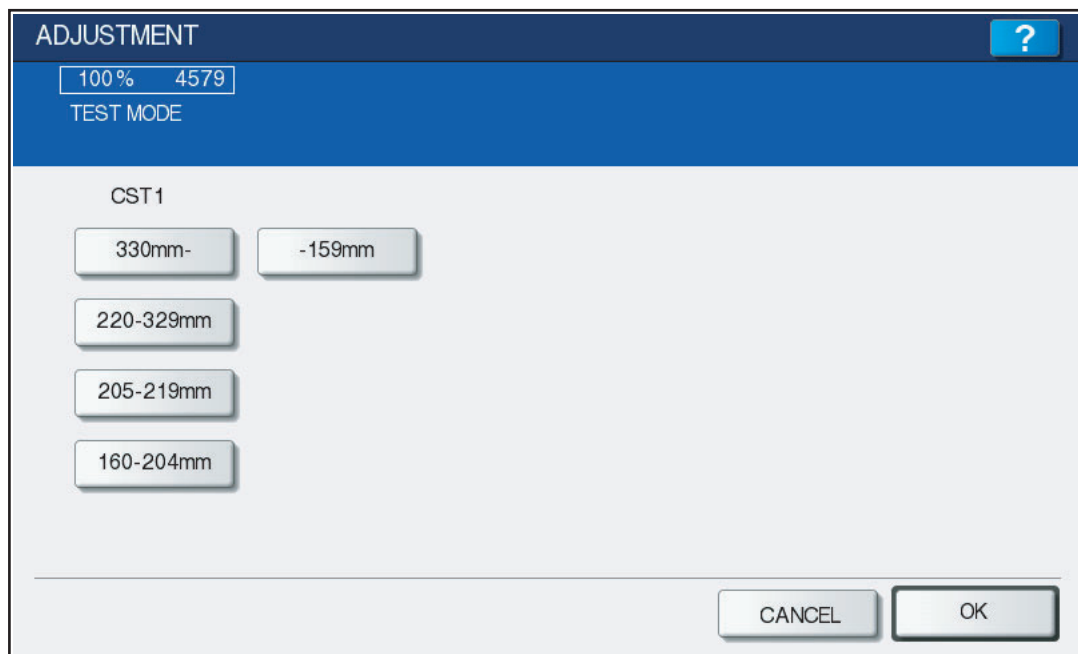 ADJUSTMENT ?
100% 4579
TEST MODE
CST1
330mm- -159mm
220-329mm
205-219mm
160-204mm
CANCEL OK